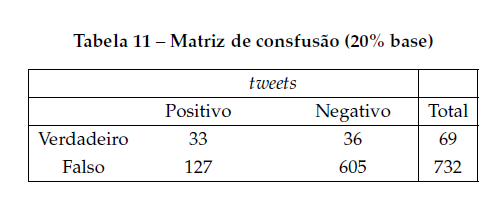 Tabela 11 – Matriz de consfusão (20% base)
tweets
Positivo Negativo Total
Verdadeiro 33 36 69
Falso 127 605 732